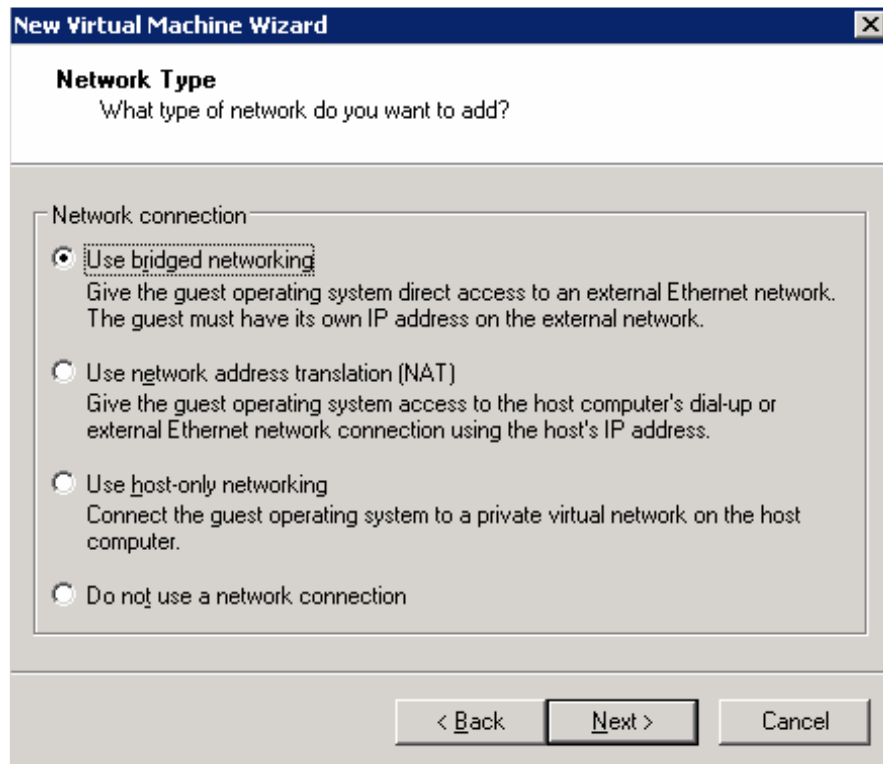 New Virtual Machine Wizard
Network Type
What type of network do you want to add?
Network connection
Use bridged networking
Give the guest operating system direct access to an external Ethernet network.
The guest must have its own IP address on the external network.
Use network address translation (NAT)
Give the guest operating system access to the host computer's dial-up or
external Ethernet network connection using the host's IP address.
Use host-only networking
Connect the guest operating system to a private virtual network on the host
computer.
Do not use a network connection
< Back Next > Cancel